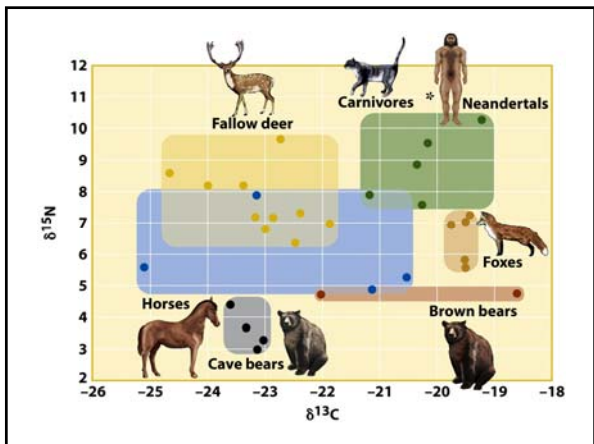 12
11
10
9
8
7
6
5
4
3
2
δ15N
Fallow deer
Carnivores
*
Neandertals
Foxes
Horses
Cave bears
Brown bears
−26 −25 −24 −23 −22 −21 −20 −19 −18
δ13C